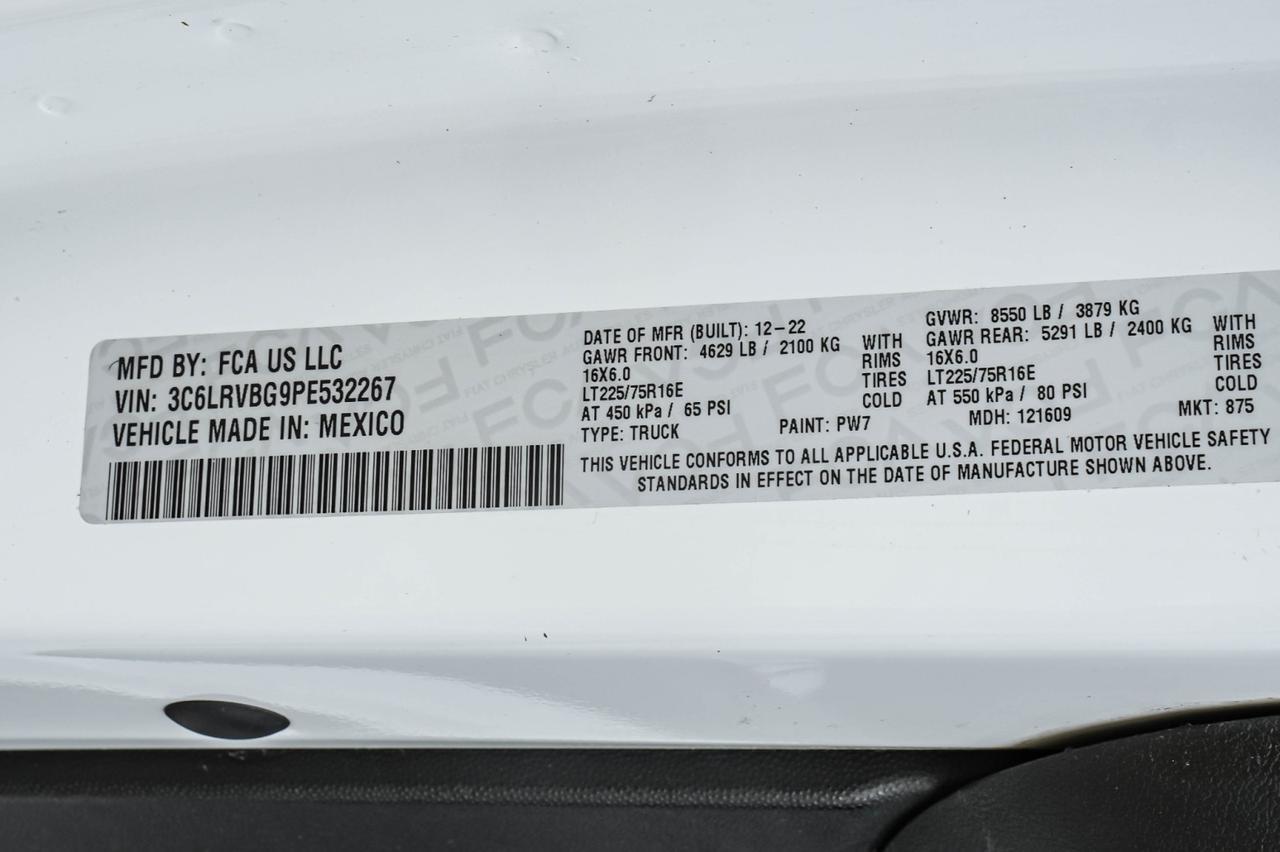 MFD BY: FCA US LLC
VIN: 3C6LRVBG9PE532267
VEHICLE MADE IN: MEXICO
DATE OF MFR (BUILT): 12-22
GAWR FRONT: 4629 LB / 2100 KG WITH
16X6.0 RIMS
LT225/75R16E TIRES
AT 450 kPa / 65 PSI COLD
TYPE: TRUCK PAINT: PW7
GVWR: 8550 LB / 3879 KG
GAWR REAR: 5291 LB / 2400 KG WITH
16X6.0 RIMS
LT225/75R16E TIRES
AT 550 kPa / 80 PSI COLD
MDH: 121609 MKT: 875
THIS VEHICLE CONFORMS TO ALL APPLICABLE U.S.A. FEDERAL MOTOR VEHICLE SAFETY
STANDARDS IN EFFECT ON THE DATE OF MANUFACTURE SHOWN ABOVE.